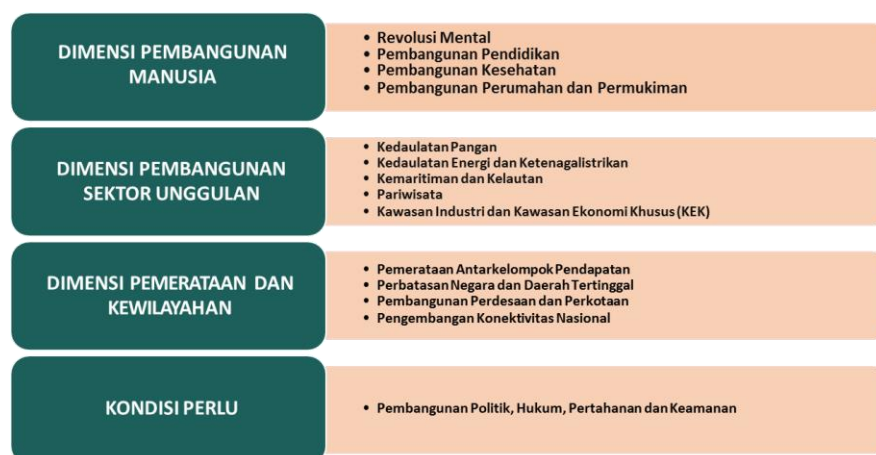 DIMENSI PEMBANGUNAN
MANUSIA
• Revolusi Mental
• Pembangunan Pendidikan
• Pembangunan Kesehatan
• Pembangunan Perumahan dan Permukiman
DIMENSI PEMBANGUNAN
SEKTOR UNGGULAN
• Kedaulatan Pangan
• Kedaulatan Energi dan Ketenagalistrikan
• Kemaritiman dan Kelautan
• Pariwisata
• Kawasan Industri dan Kawasan Ekonomi Khusus (KEK)
DIMENSI PEMERATAAN DAN
KEWILAYAHAN
• Pemerataan Antarkelompok Pendapatan
• Perbatasan Negara dan Daerah Tertinggal
• Pembangunan Perdesaan dan Perkotaan
• Pengembangan Konektivitas Nasional
KONDISI PERLU
• Pembangunan Politik, Hukum, Pertahanan dan Keamanan